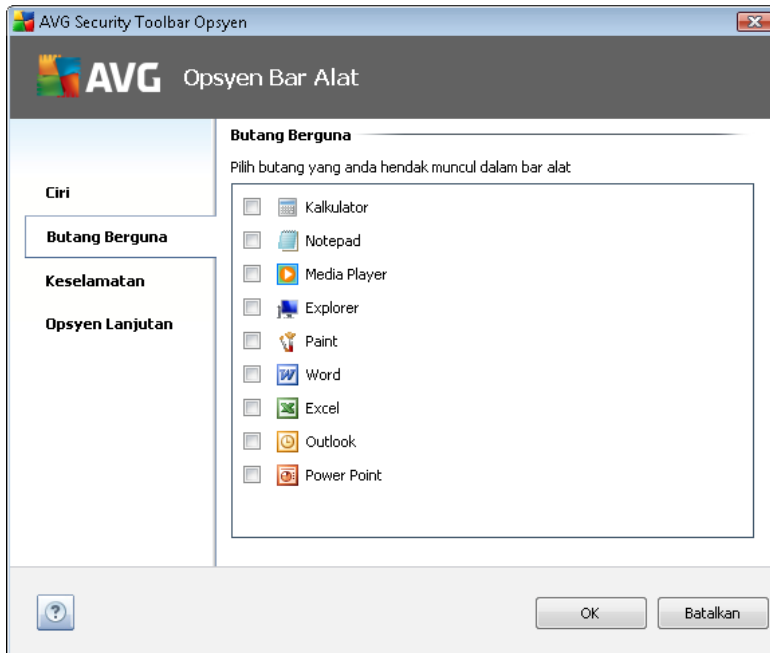 AVG Security Toolbar Opsyen
AVG Opsyen Bar Alat
Ciri
Butang Berguna
Keselamatan
Opsyen Lanjutan
Butang Berguna
Pilih butang yang anda hendak muncul dalam bar alat
Kalkulator
Notepad
Media Player
Explorer
Paint
Word
Excel
Outlook
Power Point
?
OK
Batalkan